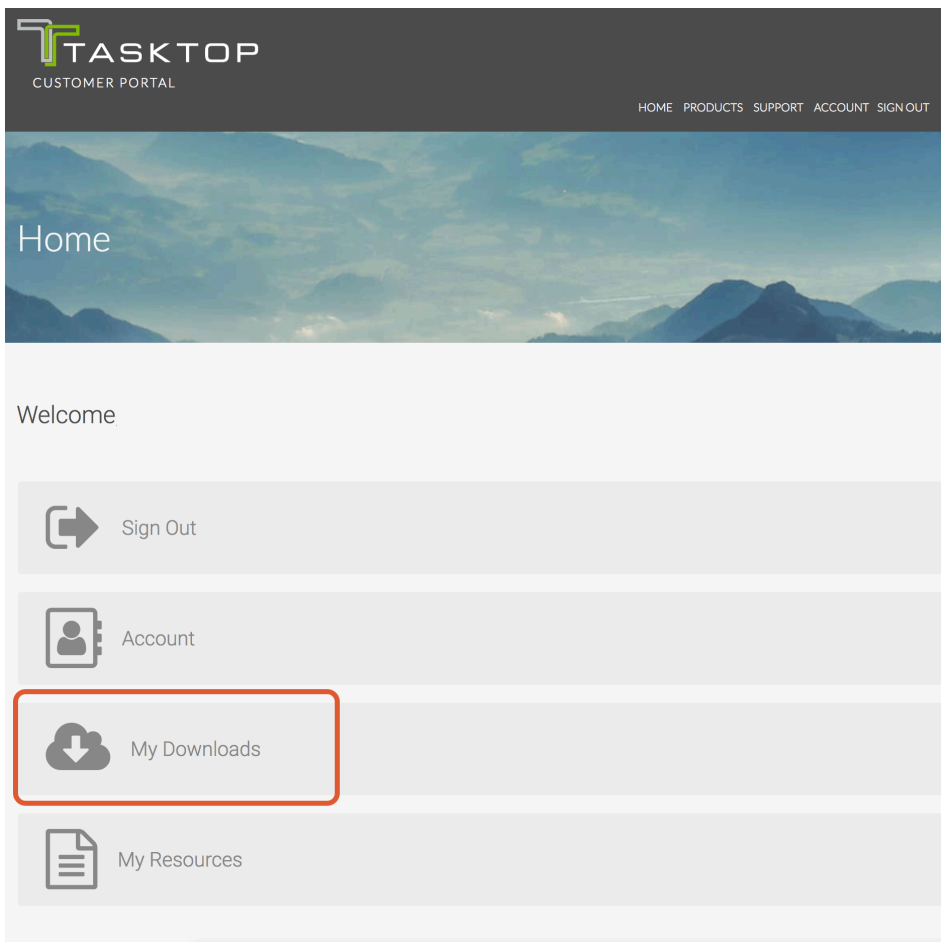 TASKTOP
CUSTOMER PORTAL
HOME PRODUCTS SUPPORT ACCOUNT SIGN OUT
Home
Welcome
Sign Out
Account
My Downloads
My Resources